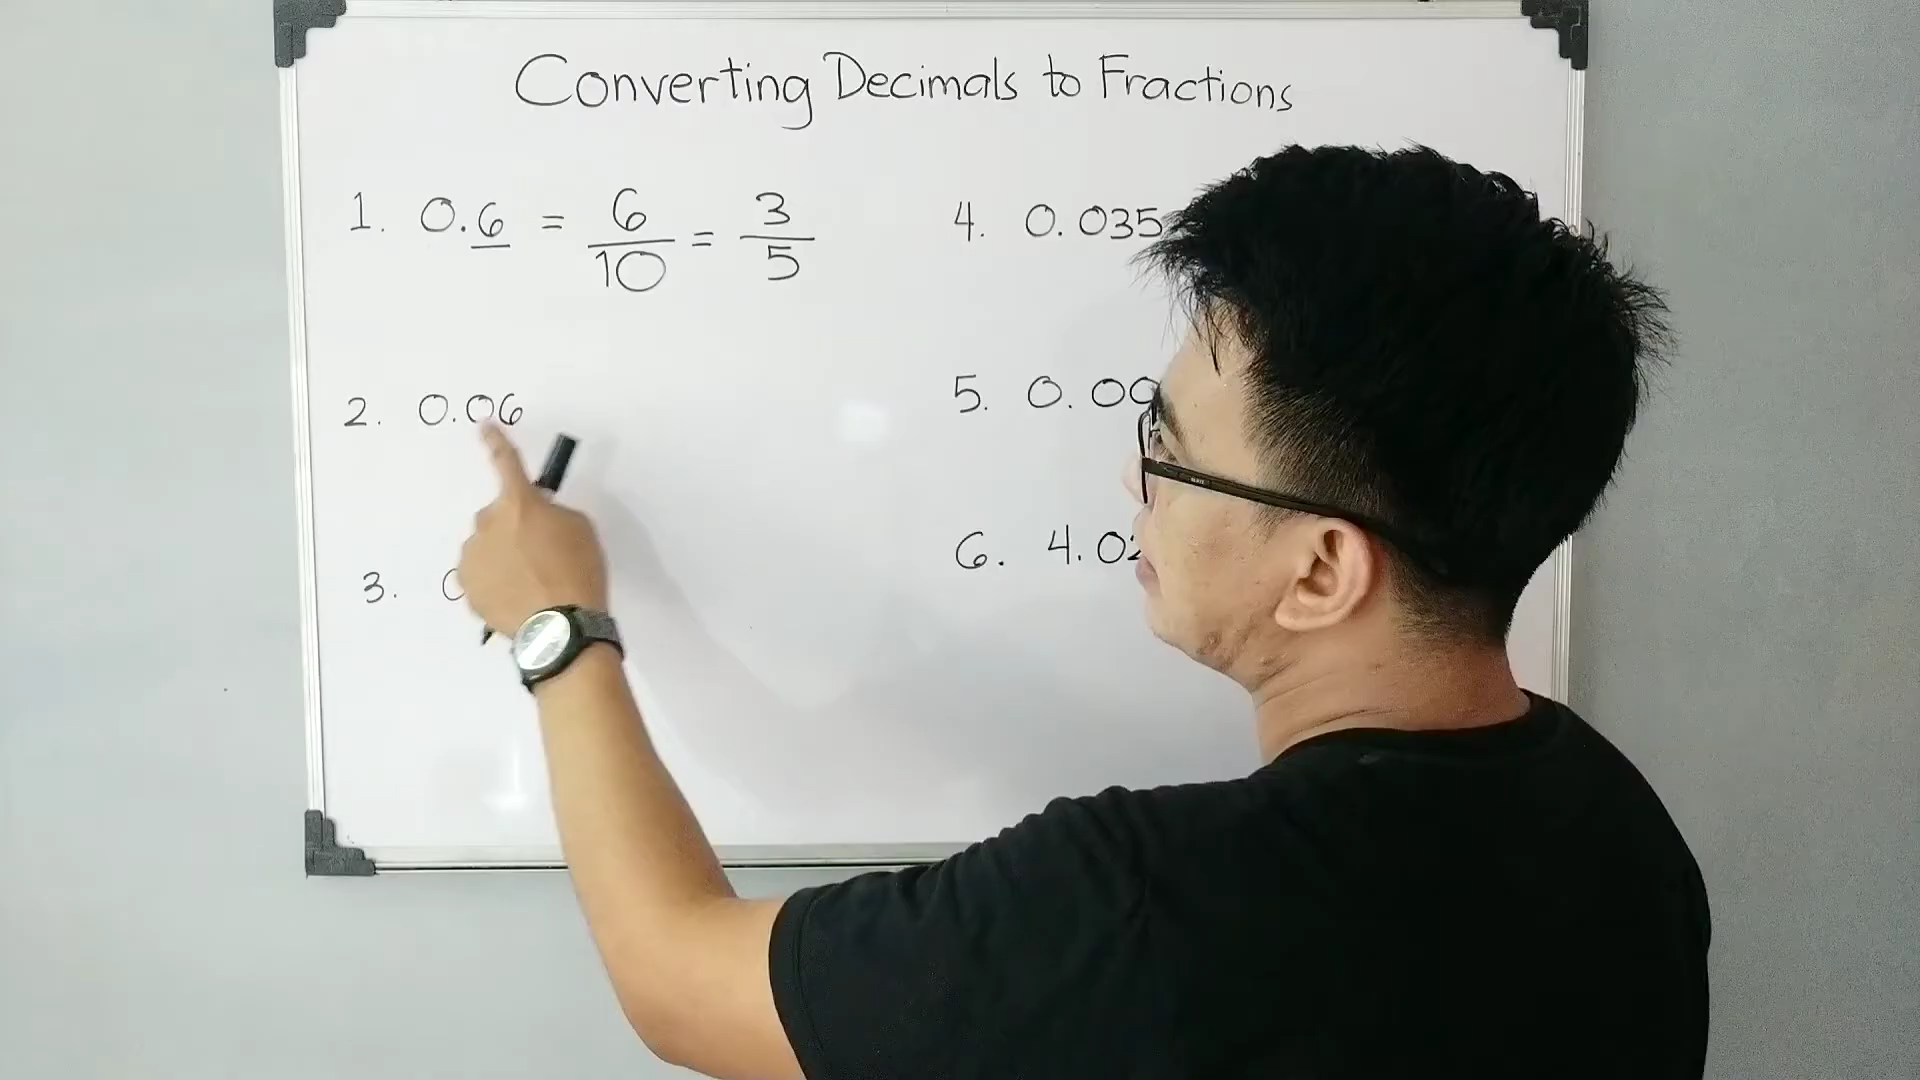 Converting Decimals to Fractions
1. 0.6 = 6/10 = 3/5
2. 0.06
3.
4. 0.035
5. 0.00
6. 4.02